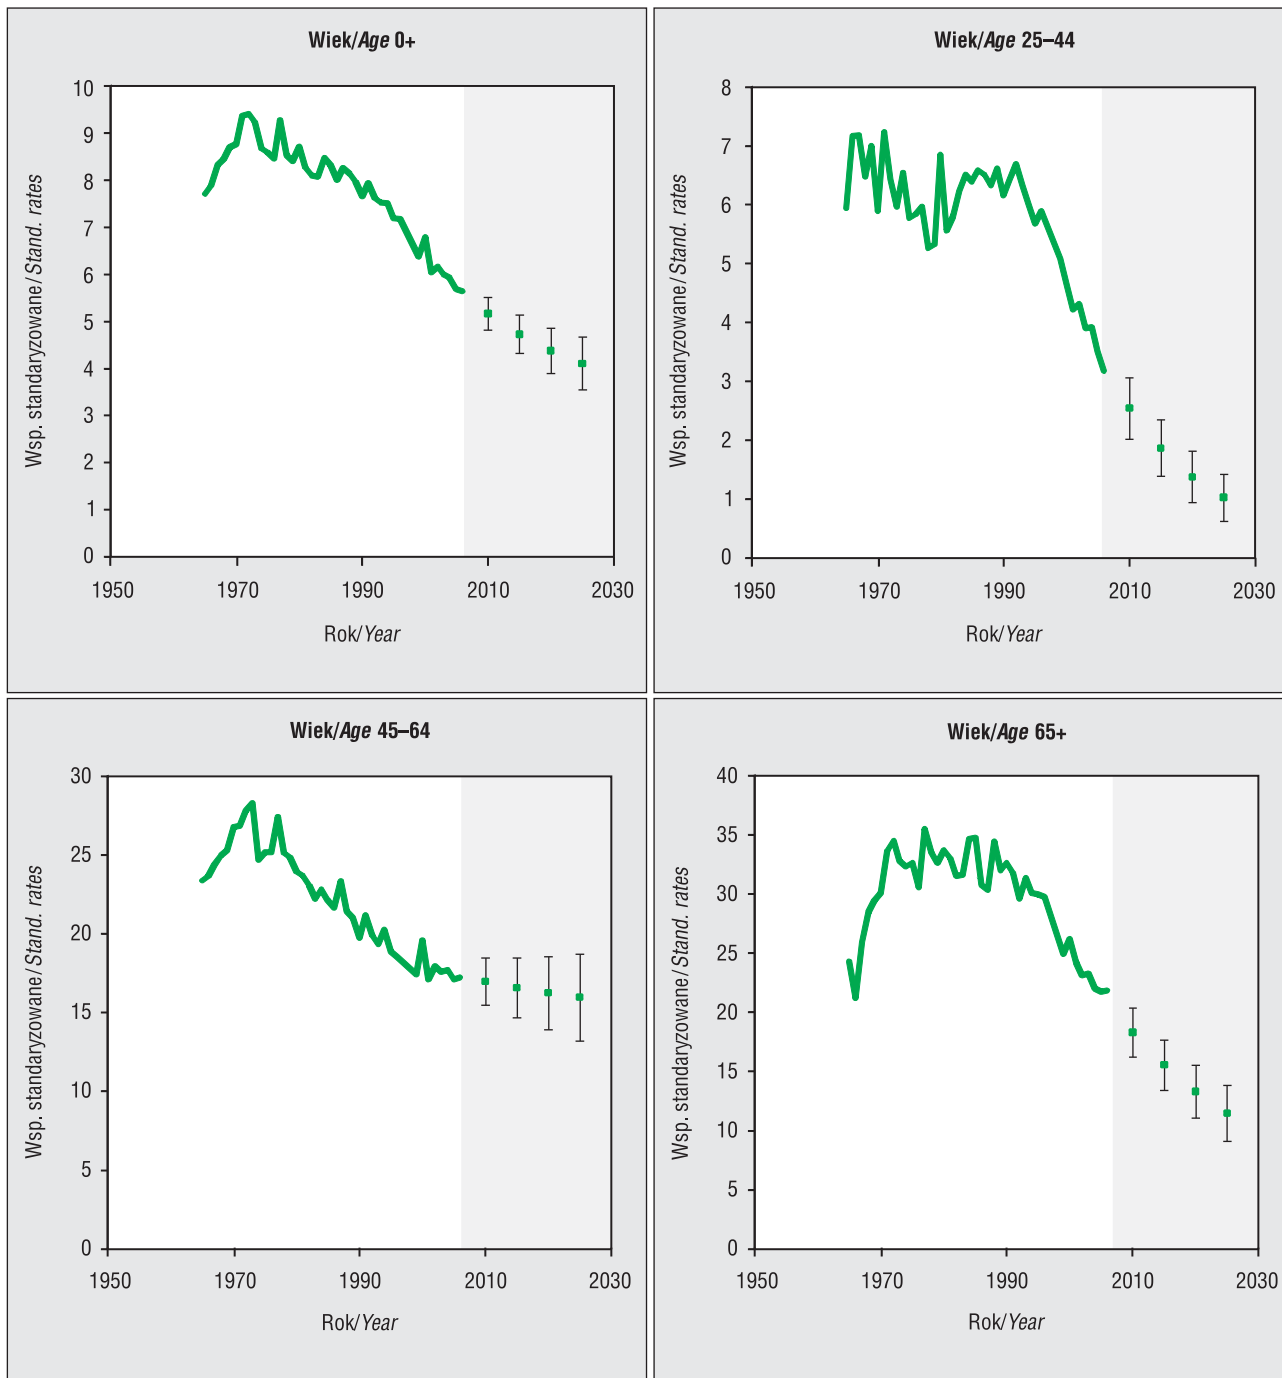 Wiek/Age 0+
Wsp. standaryzowane/Stand. rates
10
9
8
7
6
5
4
3
2
1
0
1950 1970 1990 2010 2030
Rok/Year
Wiek/Age 25–44
Wsp. standaryzowane/Stand. rates
8
7
6
5
4
3
2
1
0
1950 1970 1990 2010 2030
Rok/Year
Wiek/Age 45–64
Wsp. standaryzowane/Stand. rates
30
25
20
15
10
5
0
1950 1970 1990 2010 2030
Rok/Year
Wiek/Age 65+
Wsp. standaryzowane/Stand. rates
40
35
30
25
20
15
10
5
0
1950 1970 1990 2010 2030
Rok/Year